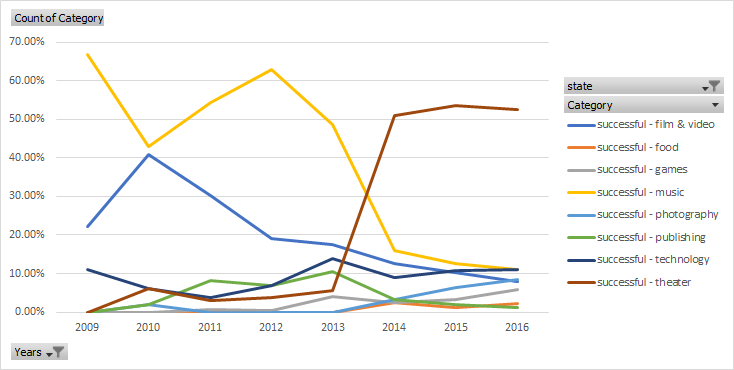 Count of Category
70.00%
60.00%
50.00%
40.00%
30.00%
20.00%
10.00%
0.00%
2009 2010 2011 2012 2013 2014 2015 2016
Years
state
Category
successful - film & video
successful - food
successful - games
successful - music
successful - photography
successful - publishing
successful - technology
successful - theater